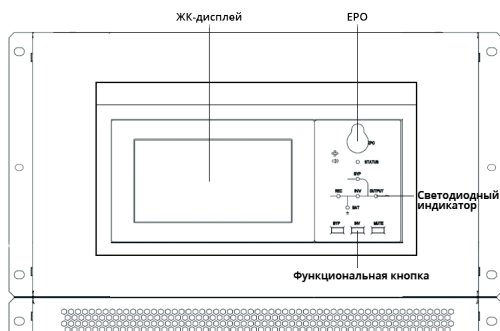 ЖК-дисплей
EPO
EPO
STATUS
BYP
REC INV OUTPUT
BAT
BYP INV MUTE
Светодиодный
индикатор
Функциональная кнопка